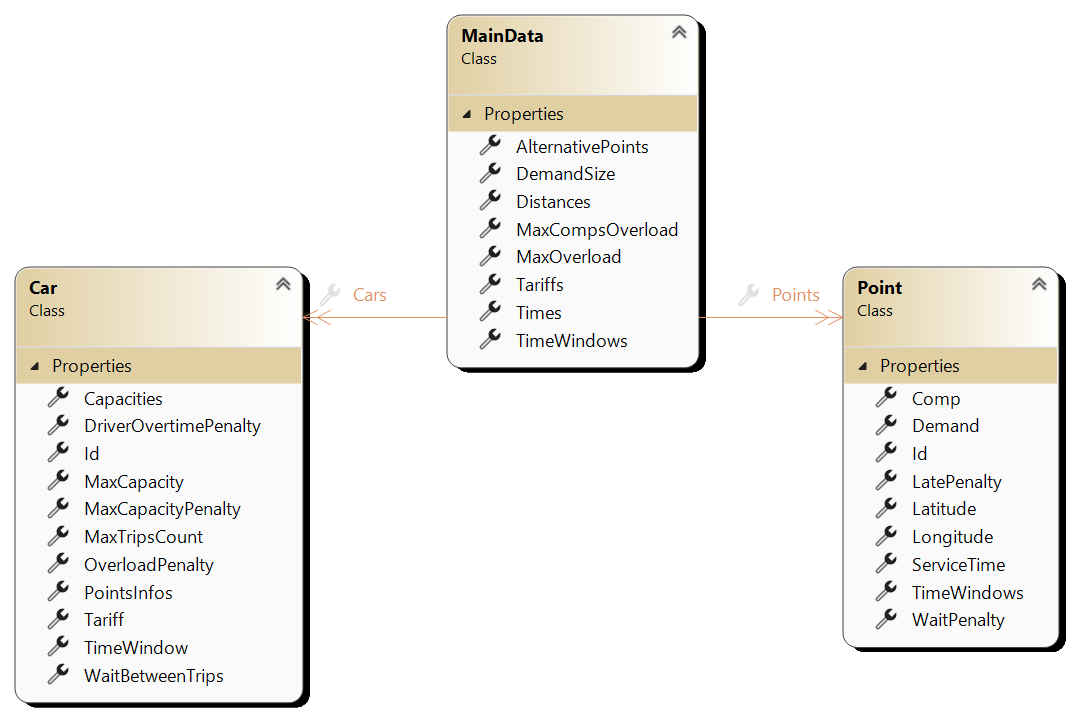 MainData
Class
Properties
AlternativePoints
DemandSize
Distances
MaxCompsOverload
MaxOverload
Tariffs
Times
TimeWindows
Cars
Points
Car
Class
Properties
Capacities
DriverOvertimePenalty
Id
MaxCapacity
MaxCapacityPenalty
MaxTripsCount
OverloadPenalty
PointsInfos
Tariff
TimeWindow
WaitBetweenTrips
Point
Class
Properties
Comp
Demand
Id
LatePenalty
Latitude
Longitude
ServiceTime
TimeWindows
WaitPenalty